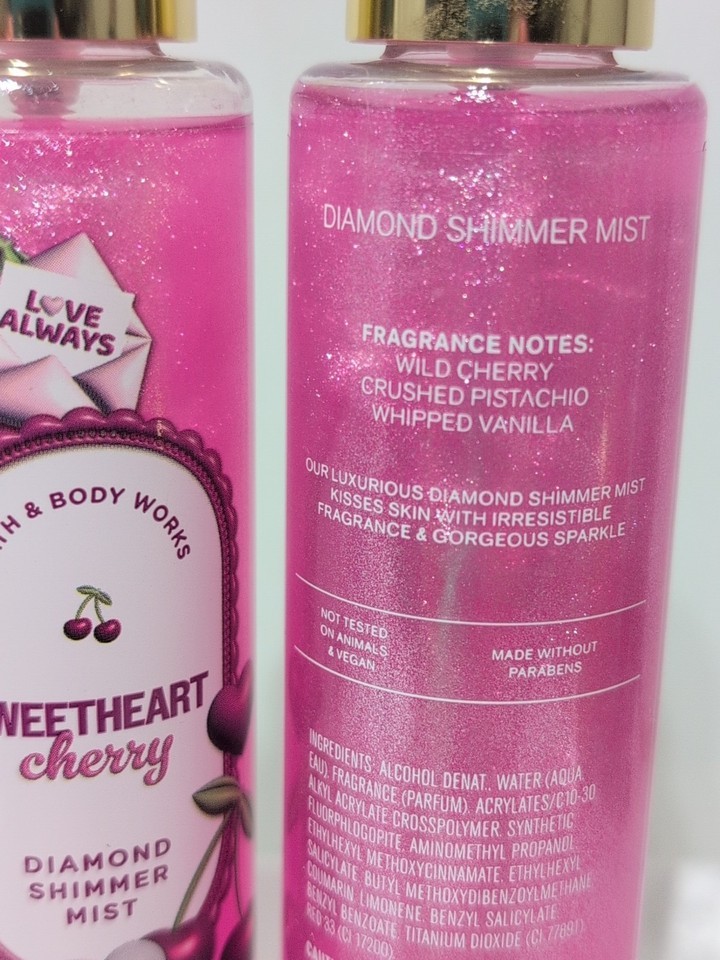 LOVE
ALWAYS
& BODY WORKS
SWEETHEART
cherry
DIAMOND
SHIMMER
MIST
DIAMOND SHIMMER MIST
FRAGRANCE NOTES:
WILD CHERRY
CRUSHED PISTACHIO
WHIPPED VANILLA
OUR LUXURIOUS DIAMOND SHIMMER MIST
KISSES SKIN WITH IRRESISTIBLE
FRAGRANCE & GORGEOUS SPARKLE
NOT TESTED
ON ANIMALS
& VEGAN
MADE WITHOUT
PARABENS
INGREDIENTS: ALCOHOL DENAT., WATER (AQUA,
EAU), FRAGRANCE (PARFUM), ACRYLATES/C10-30
ALKYL ACRYLATE CROSSPOLYMER, SYNTHETIC
FLUORPHLOGOPITE, AMINOMETHYL PROPANOL,
ETHYLHEXYL METHOXYCINNAMATE, ETHYLHEXYL
SALICYLATE, BUTYL METHOXYDIBENZOYLMETHANE,
COUMARIN, LIMONENE, BENZYL SALICYLATE,
BENZYL BENZOATE, TITANIUM DIOXIDE (CI 77891),
RED 33 (CI 17200).